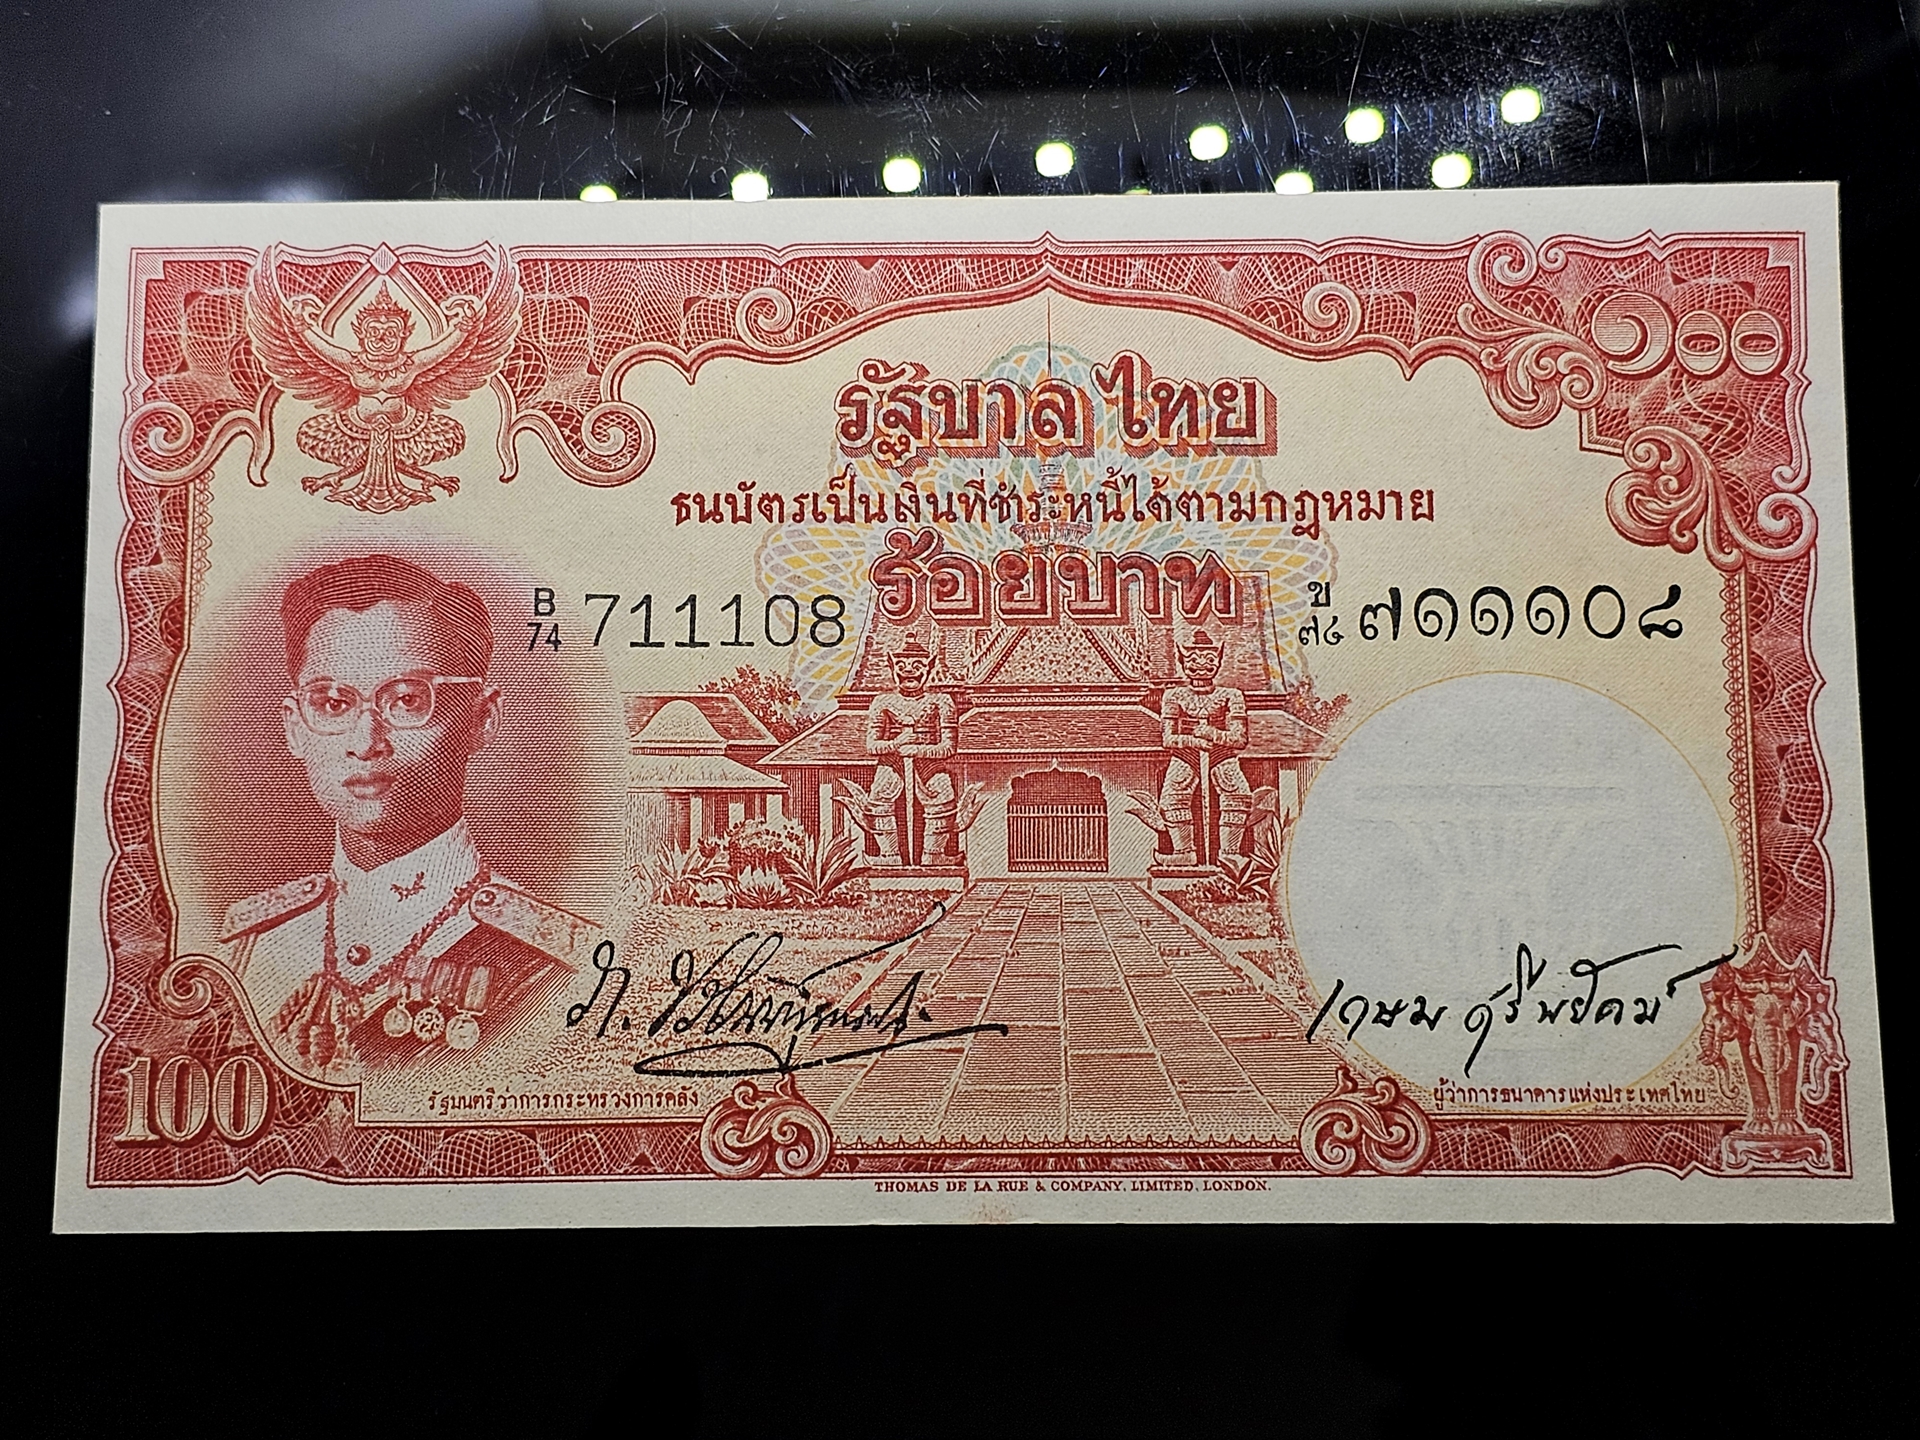 ๑๐๐
รัฐบาลไทย
ธนบัตรเป็นเงินที่ชำระหนี้ได้ตามกฎหมาย
ร้อยบาท
B
74 711108
ข
๗๔ ๗๑๑๑๐๘
เกษม ศรีพยัคฆ์
รัฐมนตรีว่าการกระทรวงการคลัง
ผู้ว่าการธนาคารแห่งประเทศไทย
100
THOMAS DE LA RUE & COMPANY, LIMITED, LONDON.